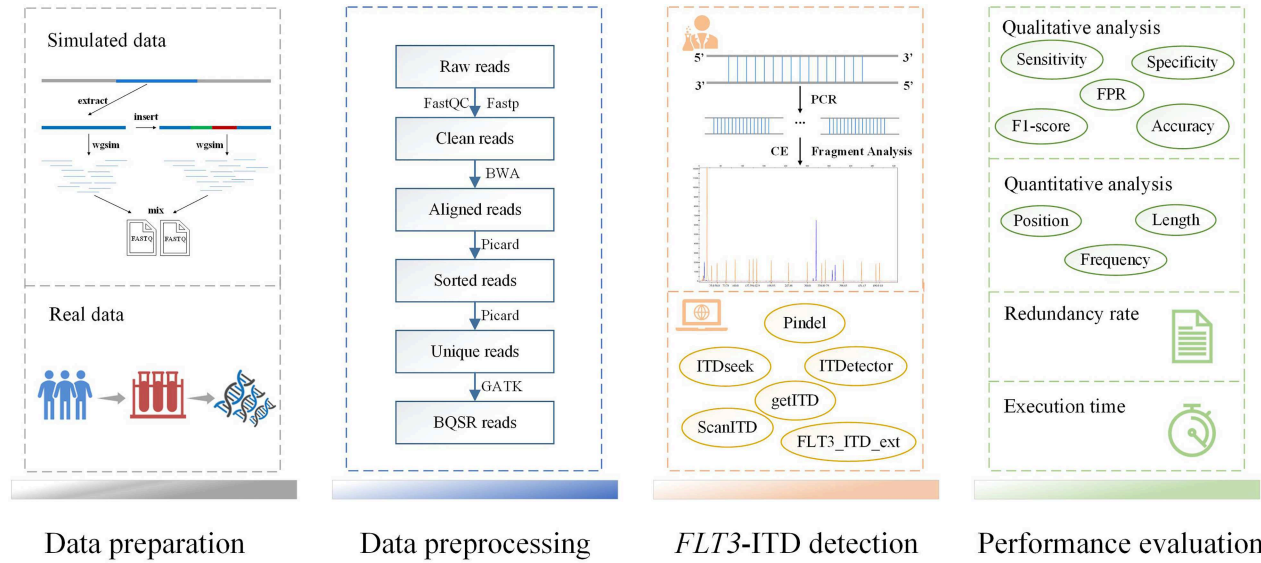 Simulated data
extract
insert
wgsim
wgsim
mix
FASTQ
FASTQ
Real data
Data preparation
Raw reads
FastQC
Fastp
Clean reads
BWA
Aligned reads
Picard
Sorted reads
Picard
Unique reads
GATK
BQSR reads
Data preprocessing
5’
3’
3’
5’
PCR
...
CE
Fragment Analysis
Pindel
ITDseek
ITDetector
getITD
ScanITD
FLT3_ITD_ext
FLT3-ITD detection
Qualitative analysis
Sensitivity
Specificity
FPR
F1-score
Accuracy
Quantitative analysis
Position
Length
Frequency
Redundancy rate
Execution time
Performance evaluation